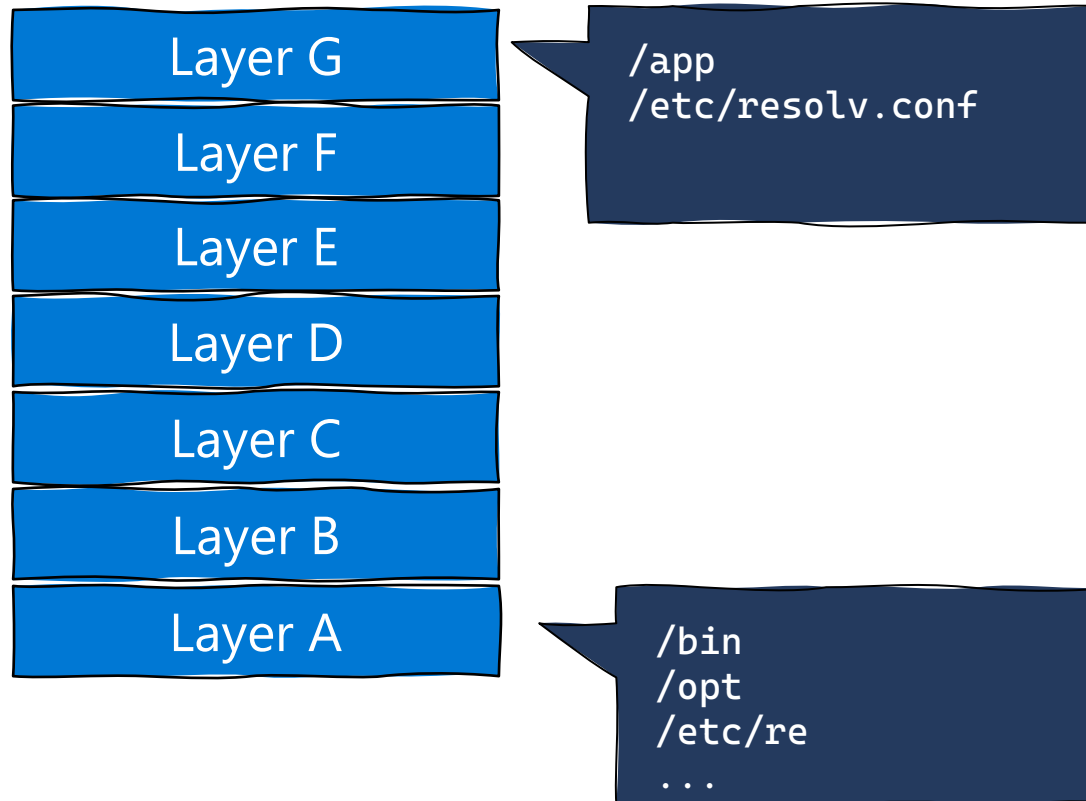 Layer G
Layer F
Layer E
Layer D
Layer C
Layer B
Layer A
/app
/etc/resolv.conf
/bin
/opt
/etc/re
...